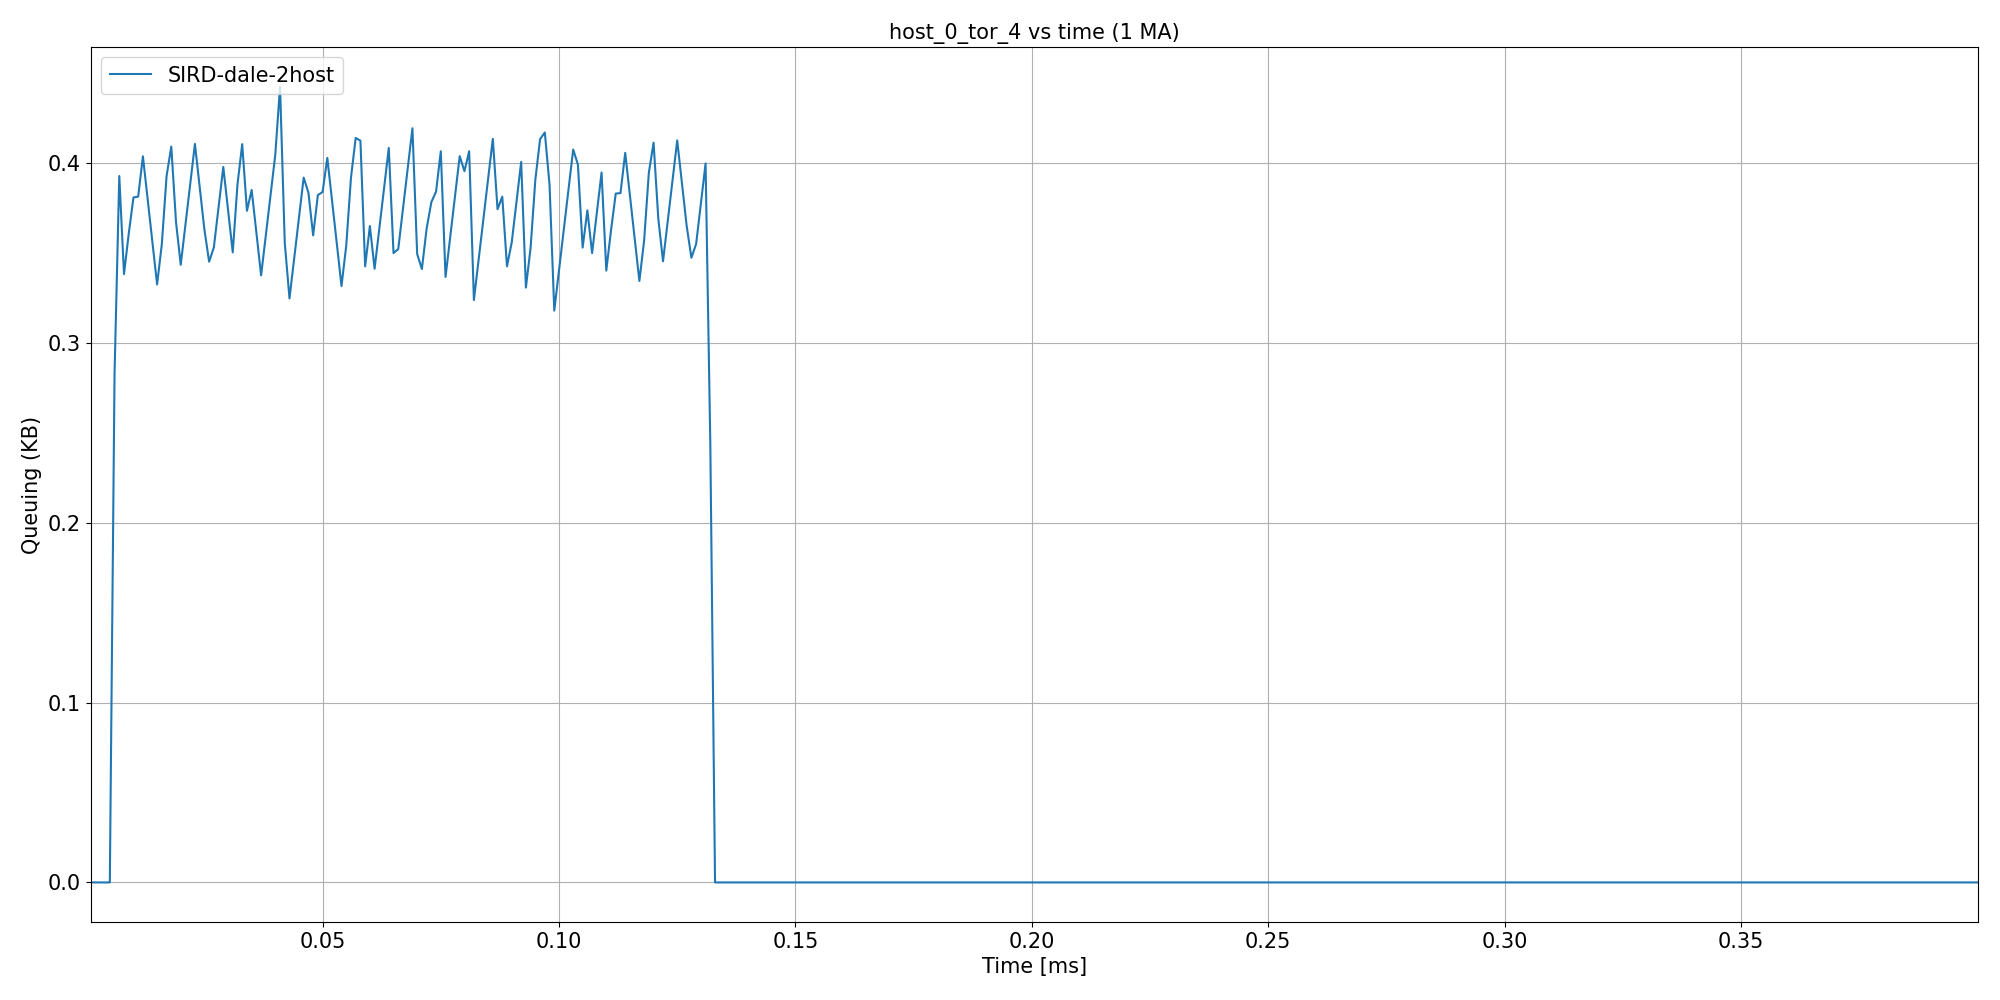 host_0_tor_4 vs time (1 MA)
SIRD-dale-2host
Queuing (KB)
0.4
0.3
0.2
0.1
0.0
0.05 0.10 0.15 0.20 0.25 0.30 0.35
Time [ms]